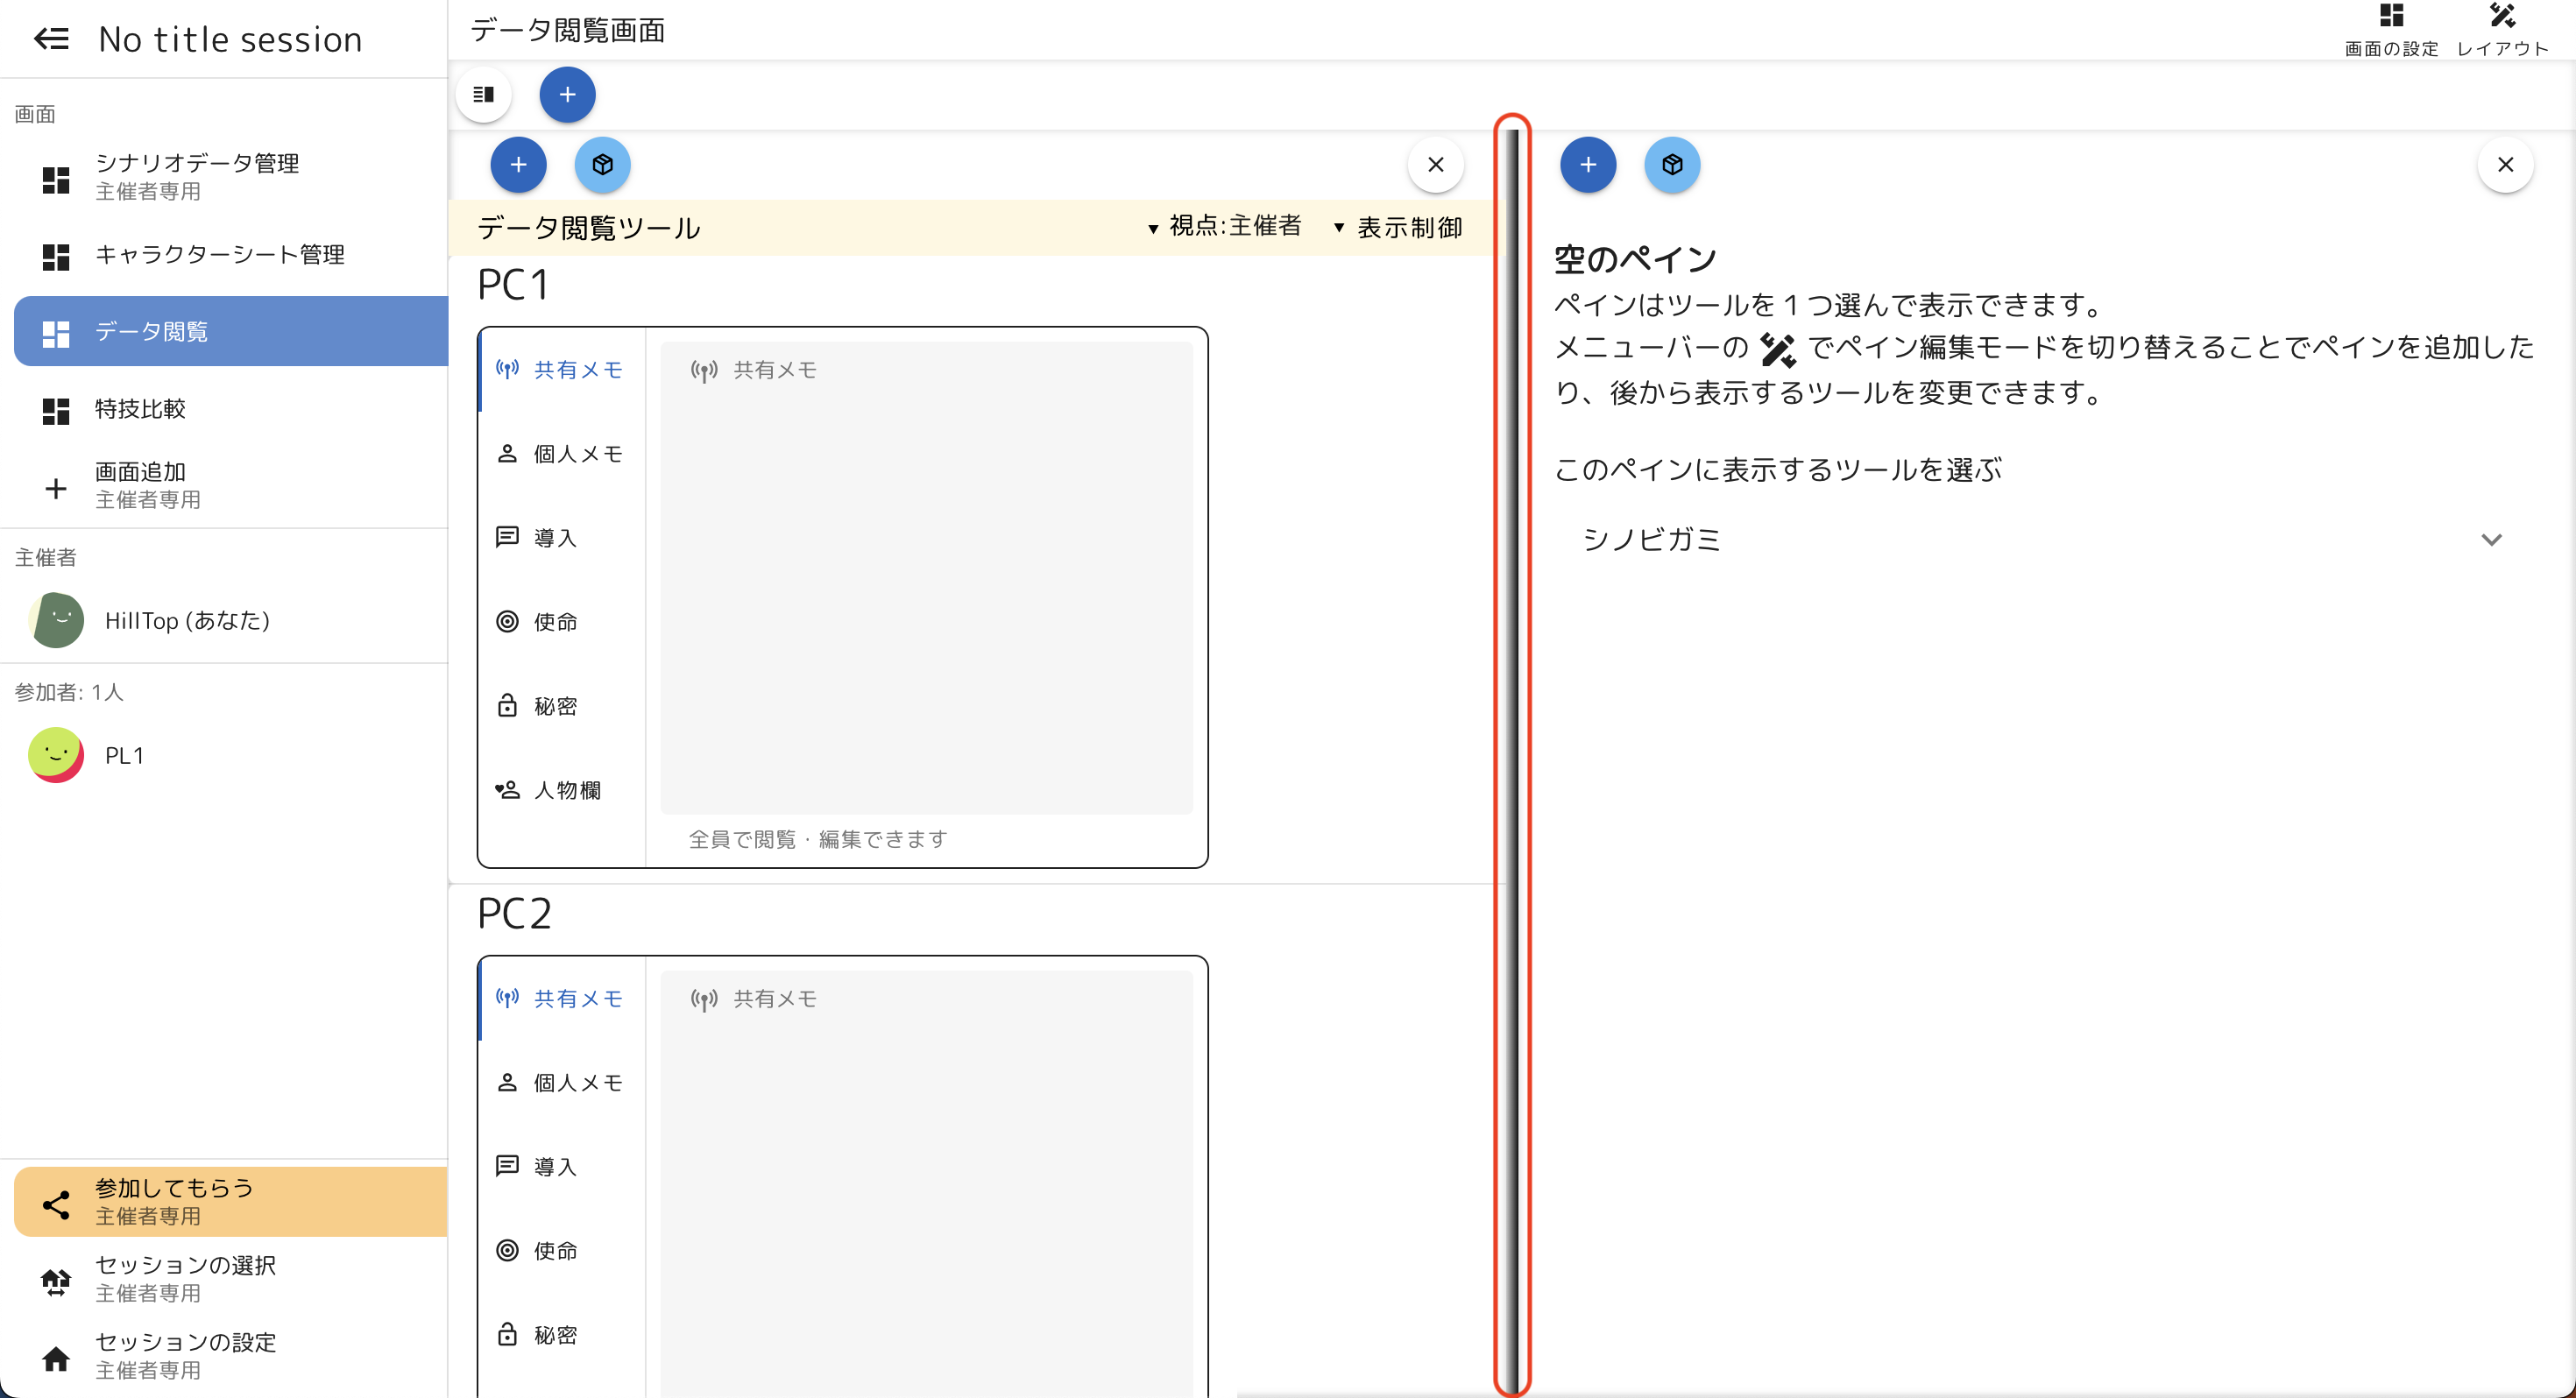 No title session
画面
シナリオデータ管理
主催者専用
キャラクターシート管理
データ閲覧
特技比較
画面追加
主催者専用
主催者
HillTop (あなた)
参加者: 1人
PL1
参加してもらう
主催者専用
セッションの選択
主催者専用
セッションの設定
主催者専用
データ閲覧画面
画面の設定
レイアウト
データ閲覧ツール
▼ 視点:主催者
▼ 表示制御
PC1
共有メモ
個人メモ
導入
使命
秘密
人物欄
共有メモ
全員で閲覧・編集できます
PC2
共有メモ
個人メモ
導入
使命
秘密
共有メモ
空のペイン
ペインはツールを1つ選んで表示できます。
メニューバーの でペイン編集モードを切り替えることでペインを追加した
り、後から表示するツールを変更できます。
このペインに表示するツールを選ぶ
シノビガミ